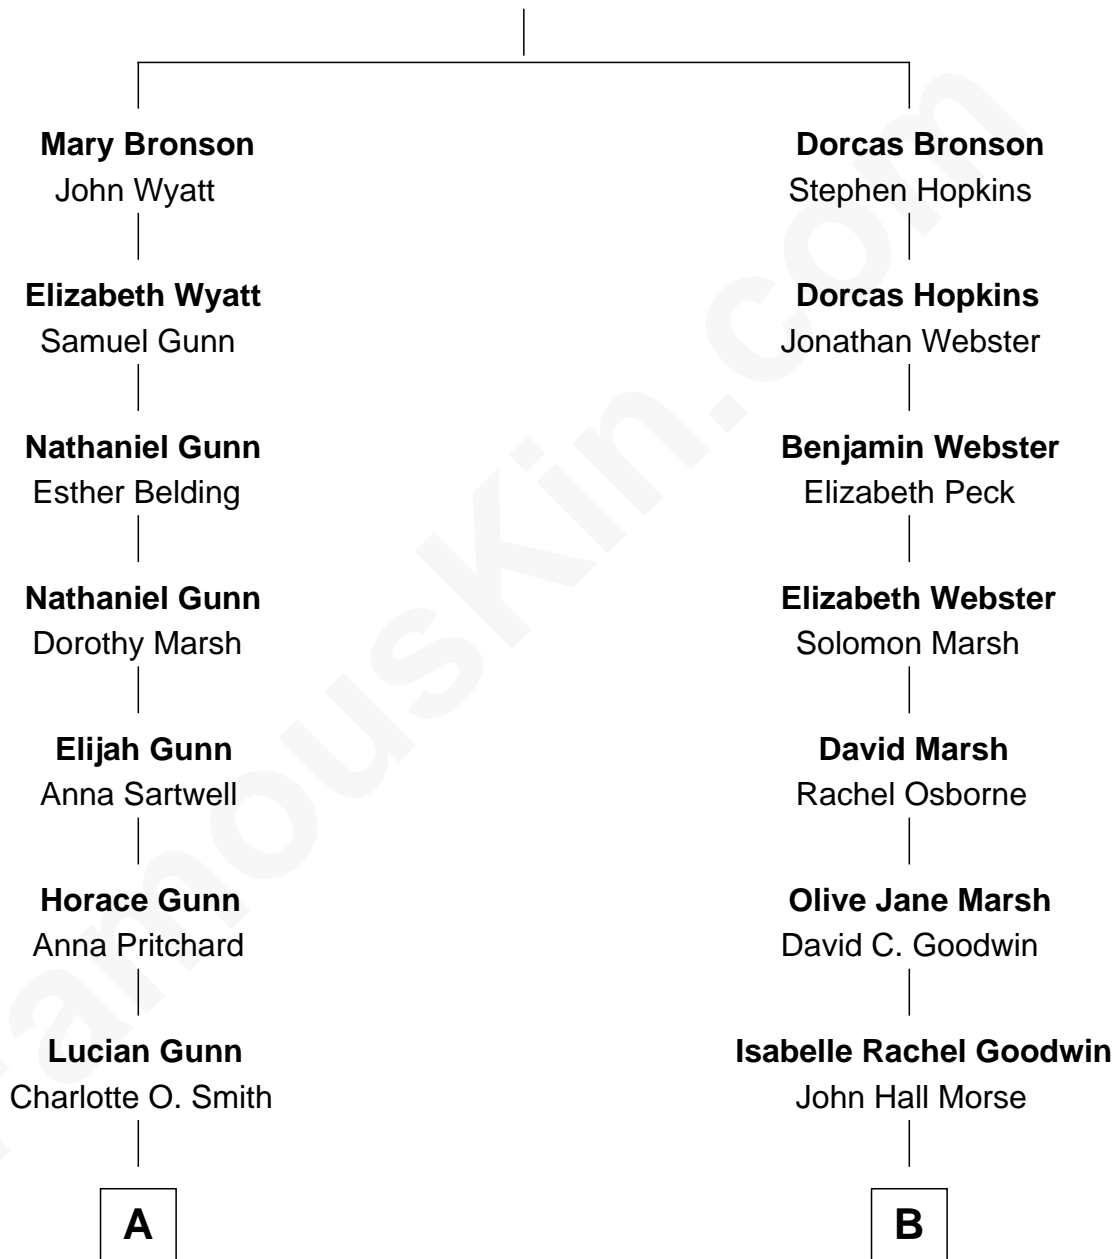 Mary Bronson
John Wyatt
Elizabeth Wyatt
Samuel Gunn
Nathaniel Gunn
Esther Belding
Nathaniel Gunn
Dorothy Marsh
Elijah Gunn
Anna Sartwell
Horace Gunn
Anna Pritchard
Lucian Gunn
Charlotte O. Smith
A
Dorcas Bronson
Stephen Hopkins
Dorcas Hopkins
Jonathan Webster
Benjamin Webster
Elizabeth Peck
Elizabeth Webster
Solomon Marsh
David Marsh
Rachel Osborne
Olive Jane Marsh
David C. Goodwin
Isabelle Rachel Goodwin
John Hall Morse
B
FamousKin.com